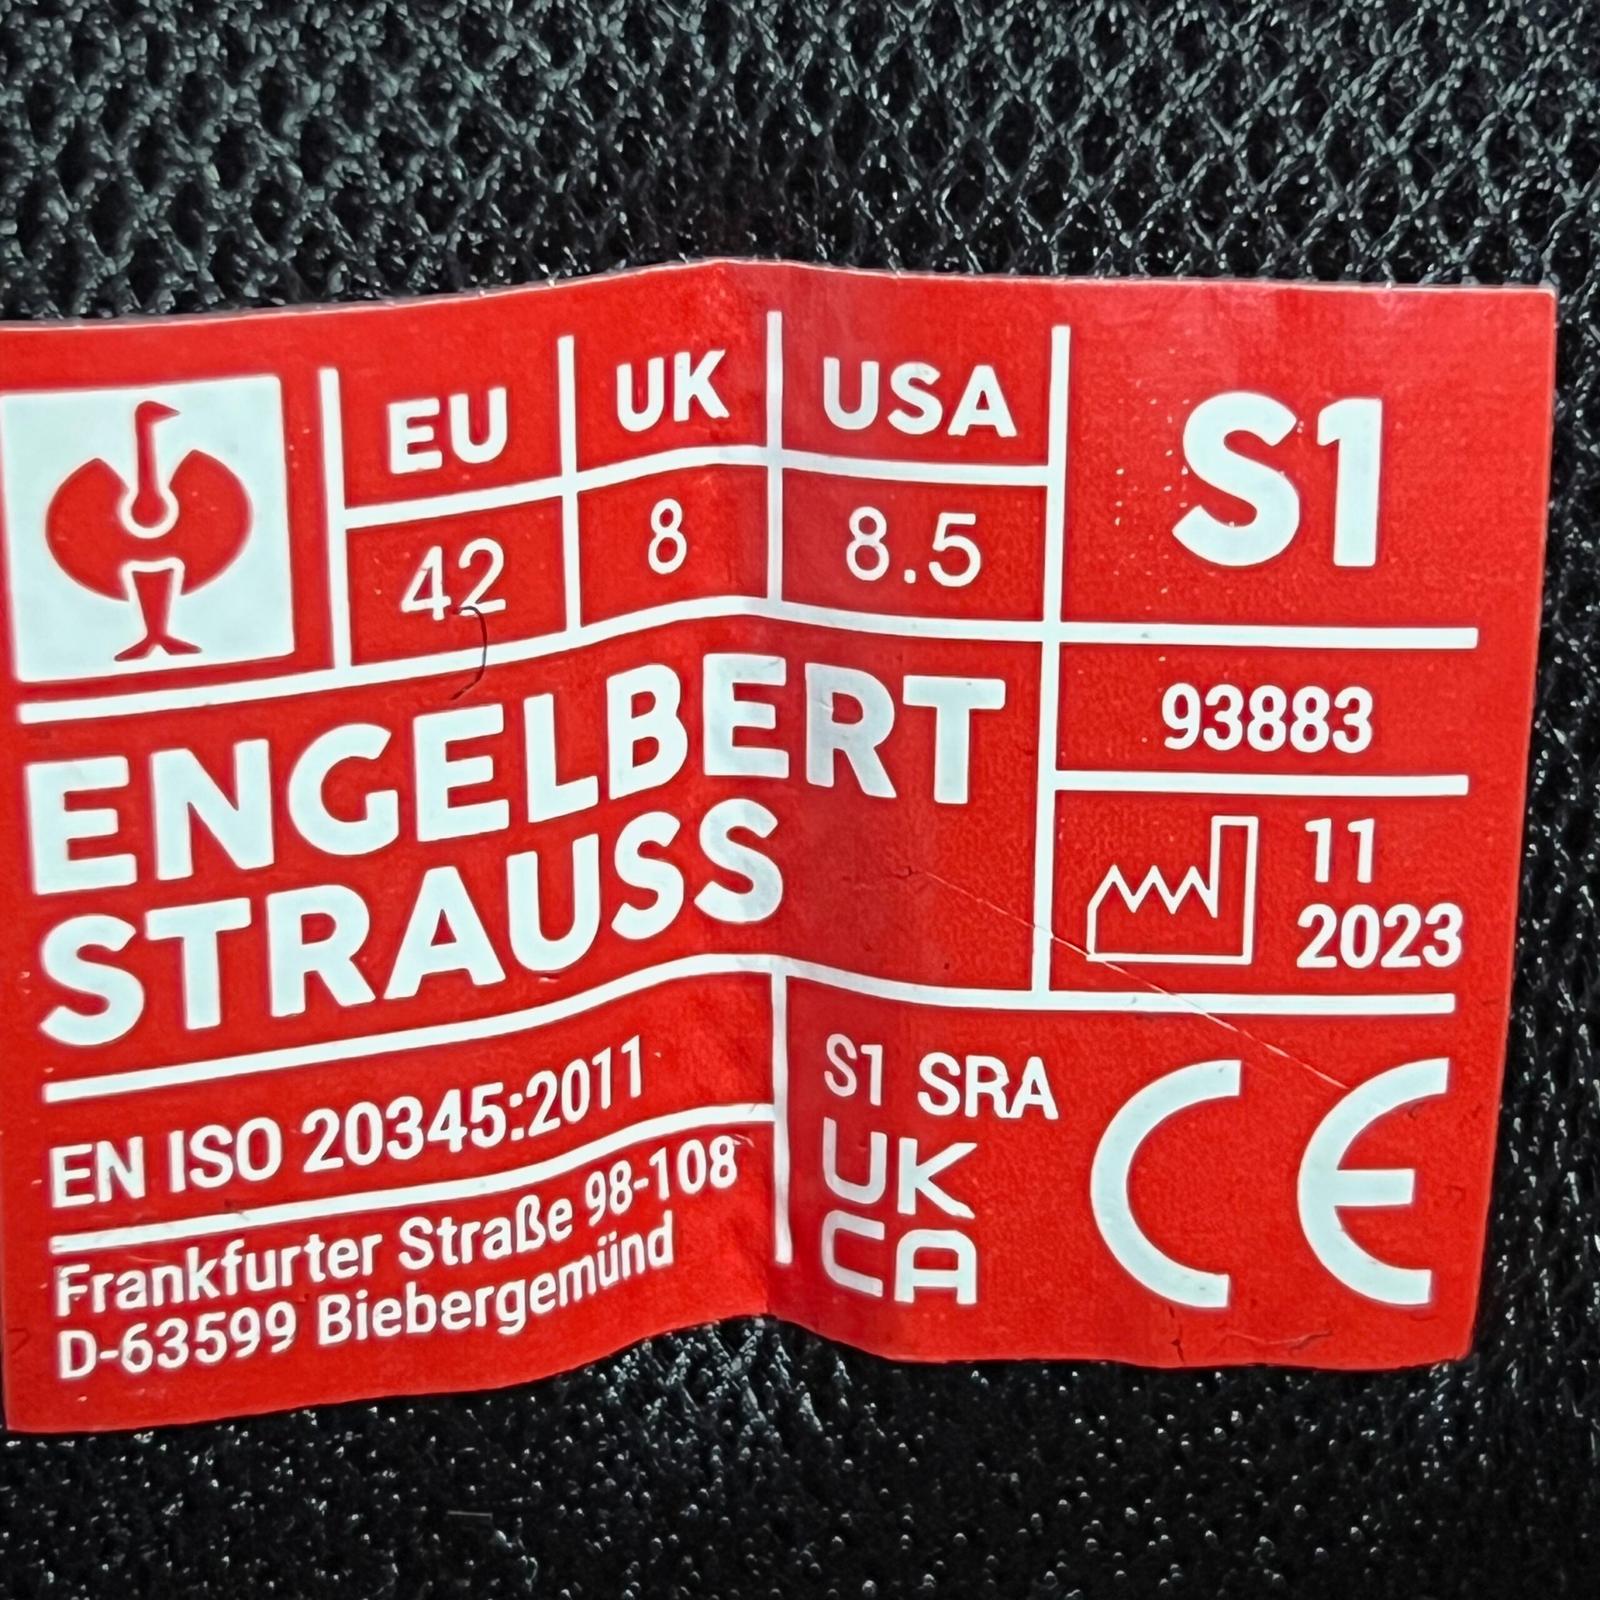 EU UK USA
42 8 8.5
S1
ENGELBERT
STRAUSS
93883
11
2023
EN ISO 20345:2011
Frankfurter Straße 98-108
D-63599 Biebergemünd
S1 SRA
UK
CA
CE